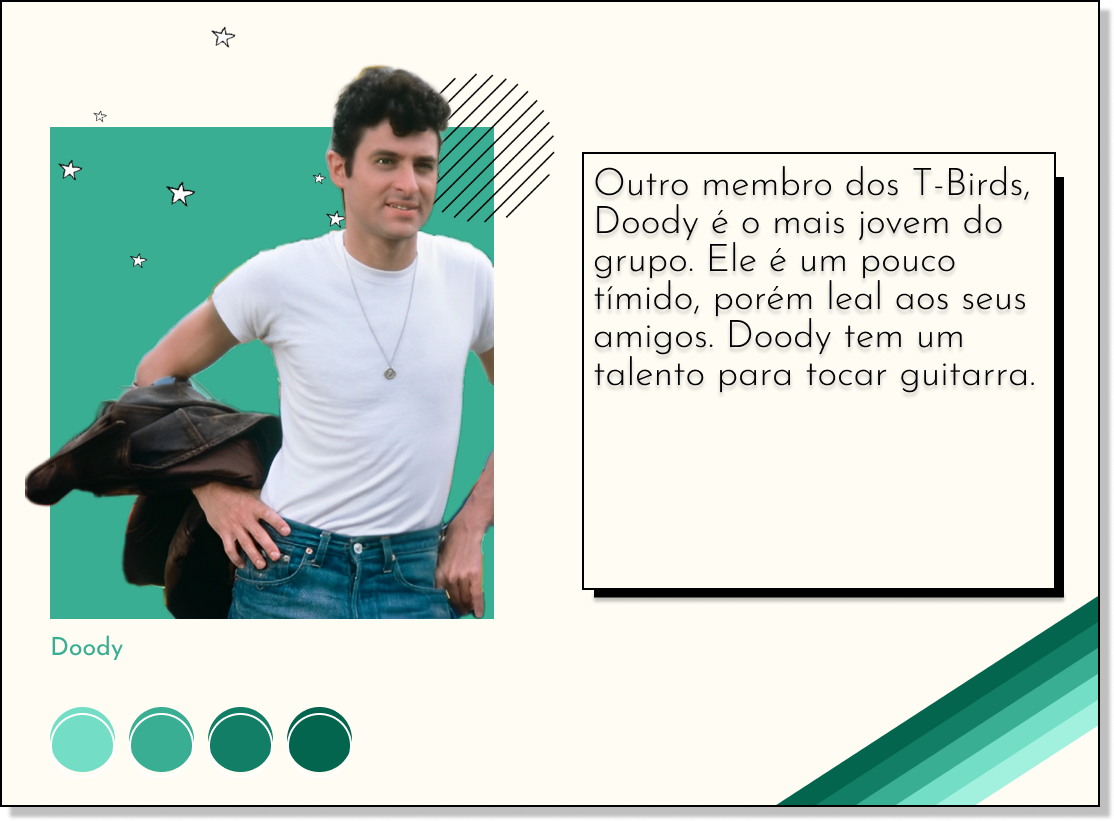 Outro membro dos T-Birds,
Doody é o mais jovem do
grupo. Ele é um pouco
tímido, porém leal aos seus
amigos. Doody tem um
talento para tocar guitarra.
Doody